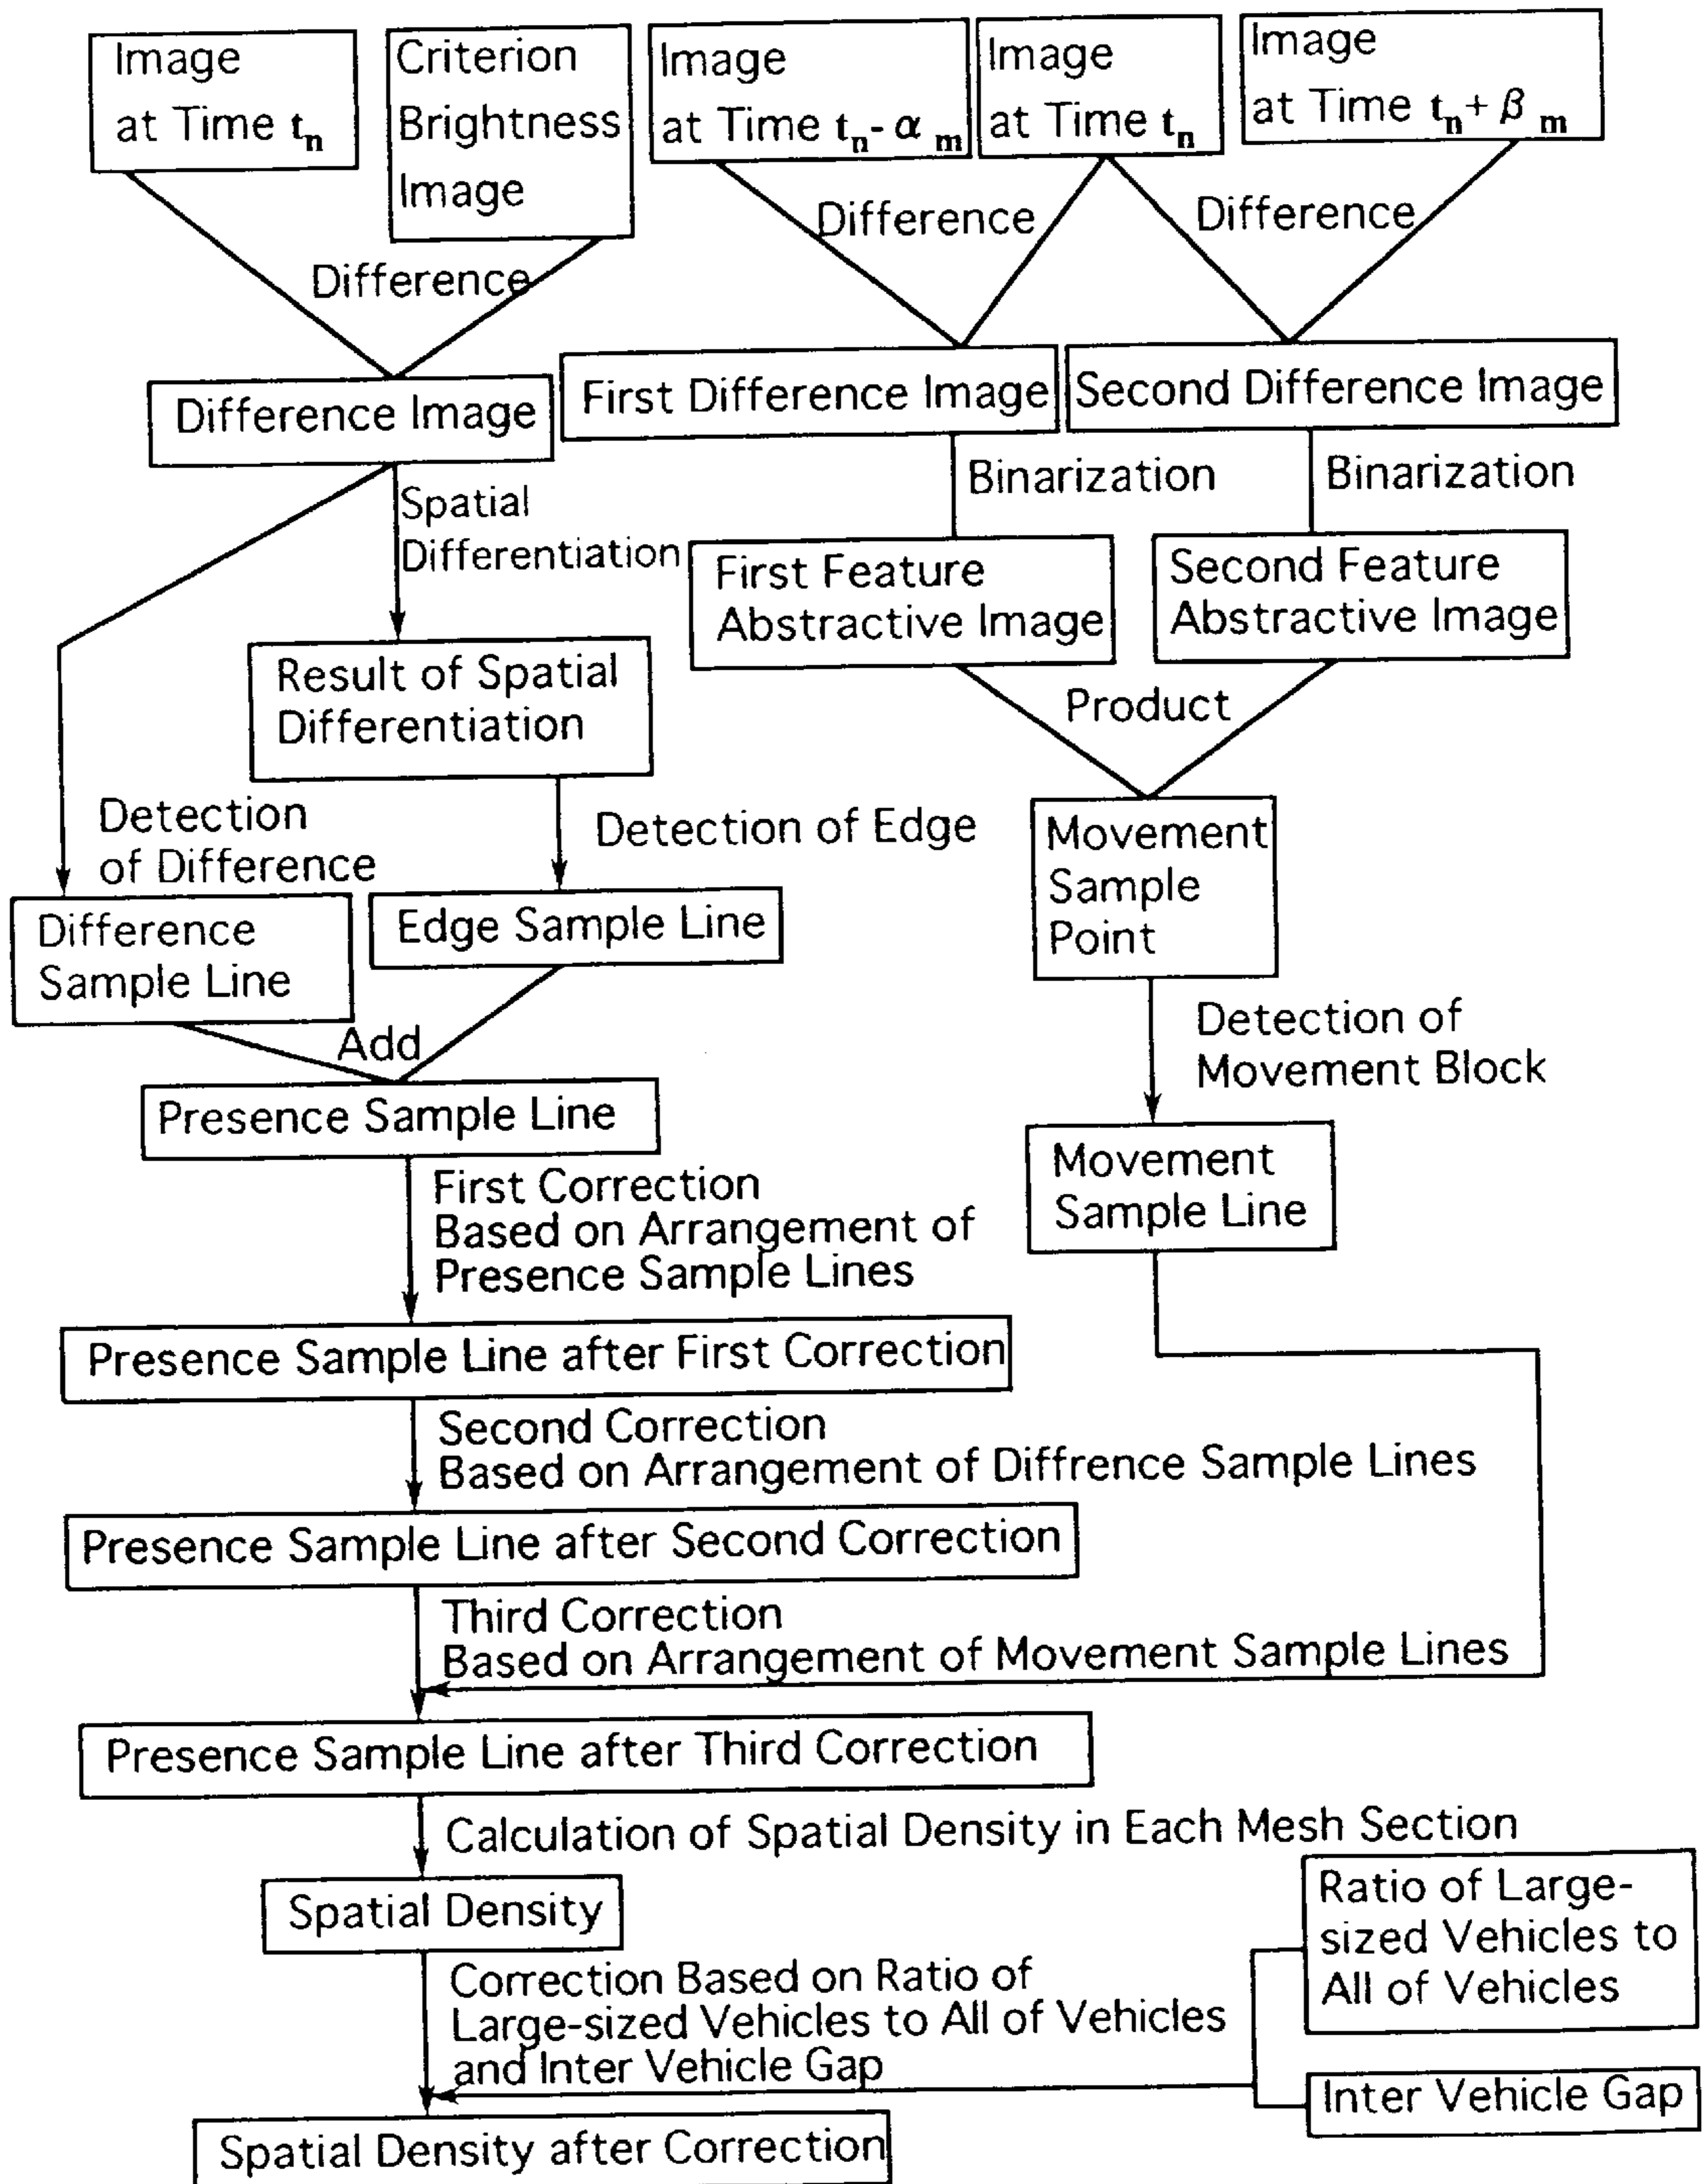 Image
at Time tn
Criterion
Brightness
Image
Image
at Time tn- α m
Image
at Time tn
Image
at Time tn+ β m
Difference
Difference
Difference
Difference Image
First Difference Image
Second Difference Image
Spatial
Differentiation
Binarization
Binarization
First Feature
Abstractive Image
Second Feature
Abstractive Image
Result of Spatial
Differentiation
Product
Detection
of Difference
Detection of Edge
Movement
Sample
Point
Difference
Sample Line
Edge Sample Line
Add
Detection of
Movement Block
Presence Sample Line
Movement
Sample Line
First Correction
Based on Arrangement of
Presence Sample Lines
Presence Sample Line after First Correction
Second Correction
Based on Arrangement of Diffrence Sample Lines
Presence Sample Line after Second Correction
Third Correction
Based on Arrangement of Movement Sample Lines
Presence Sample Line after Third Correction
Calculation of Spatial Density in Each Mesh Section
Spatial Density
Ratio of Large-
sized Vehicles to
All of Vehicles
Correction Based on Ratio of
Large-sized Vehicles to All of Vehicles
and Inter Vehicle Gap
Inter Vehicle Gap
Spatial Density after Correction